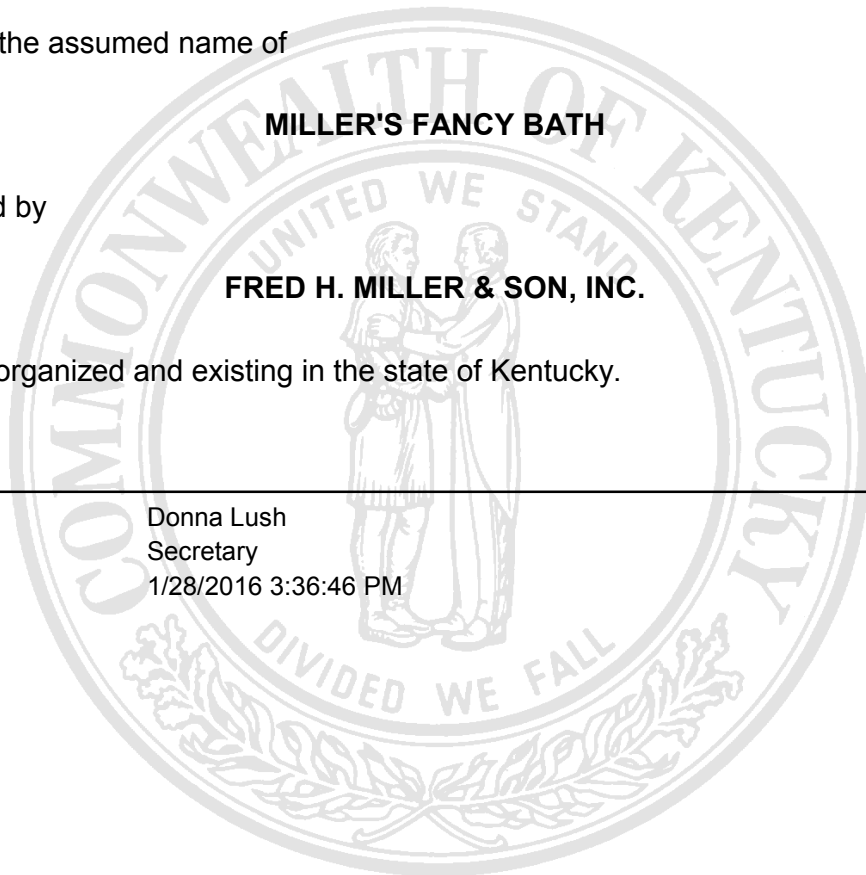 the assumed name of
MILLER'S FANCY BATH
d by
FRED H. MILLER & SON, INC.
organized and existing in the state of Kentucky.
Donna Lush
Secretary
1/28/2016 3:36:46 PM
COMMONWEALTH OF KENTUCKY
UNITED WE STAND
DIVIDED WE FALL